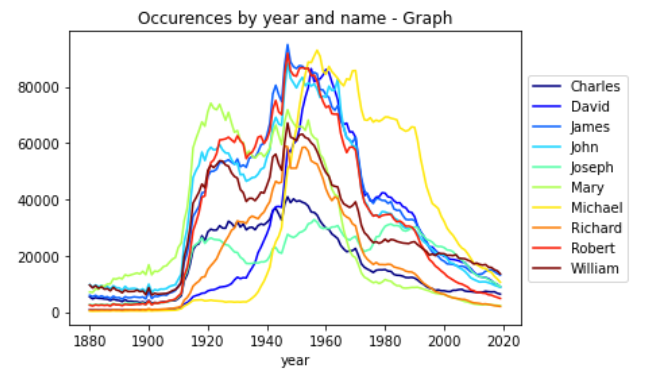 Occurences by year and name - Graph
80000
60000
40000
20000
0
1880 1900 1920 1940 1960 1980 2000 2020
year
Charles
David
James
John
Joseph
Mary
Michael
Richard
Robert
William